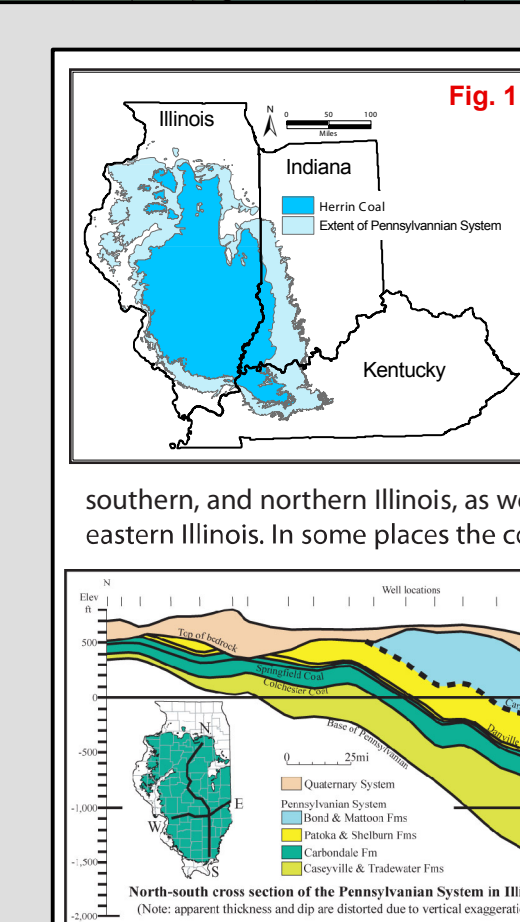 Fig. 1
Illinois
N
0 50 100
Miles
Indiana
Herrin Coal
Extent of Pennsylvannian System
Kentucky
southern, and northern Illinois, as we
eastern Illinois. In some places the co
N
Elev
ft
Well locations
500
0
-500
-1,000
-1,500
-2,000
Top of bedrock
Springfield Coal
Colchester Coal
Base of Pennsylvanian
Danville
Car
N
W
E
S
0 25mi
Quaternary System
Pennsylvanian System
Bond & Mattoon Fms
Patoka & Shelburn Fms
Carbondale Fm
Caseyville & Tradewater Fms
North-south cross section of the Pennsylvanian System in Illi
(Note: apparent thickness and dip are distorted due to vertical exaggerati